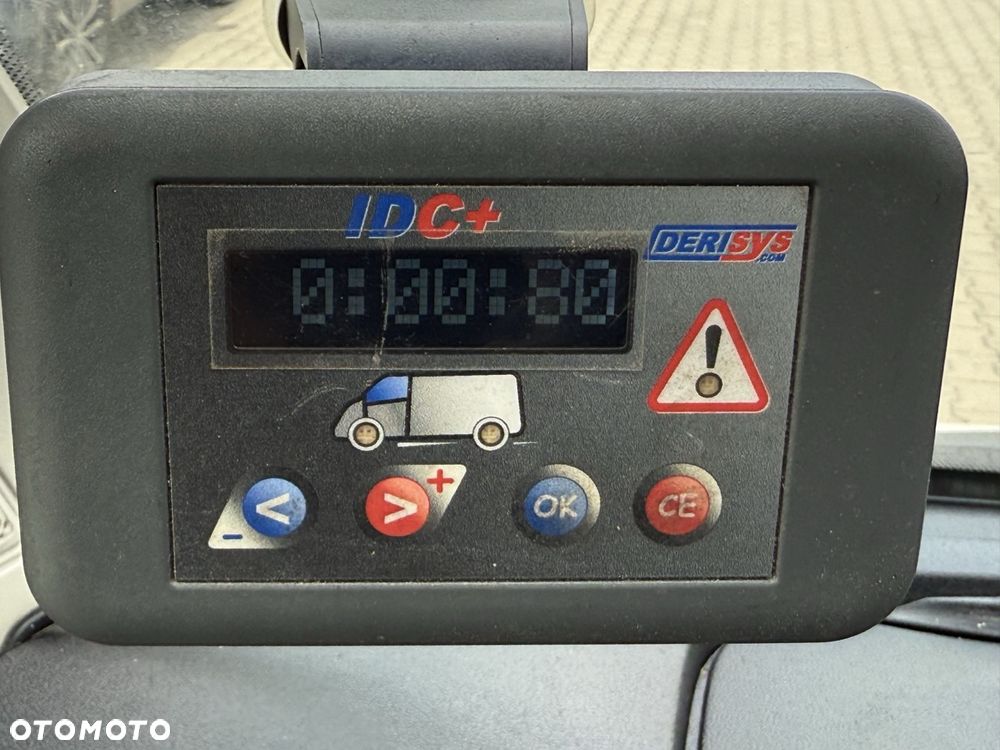 IDC+
DERISYS
.COM
0:00:80
- < > +
OK
CE
OTOMOTO